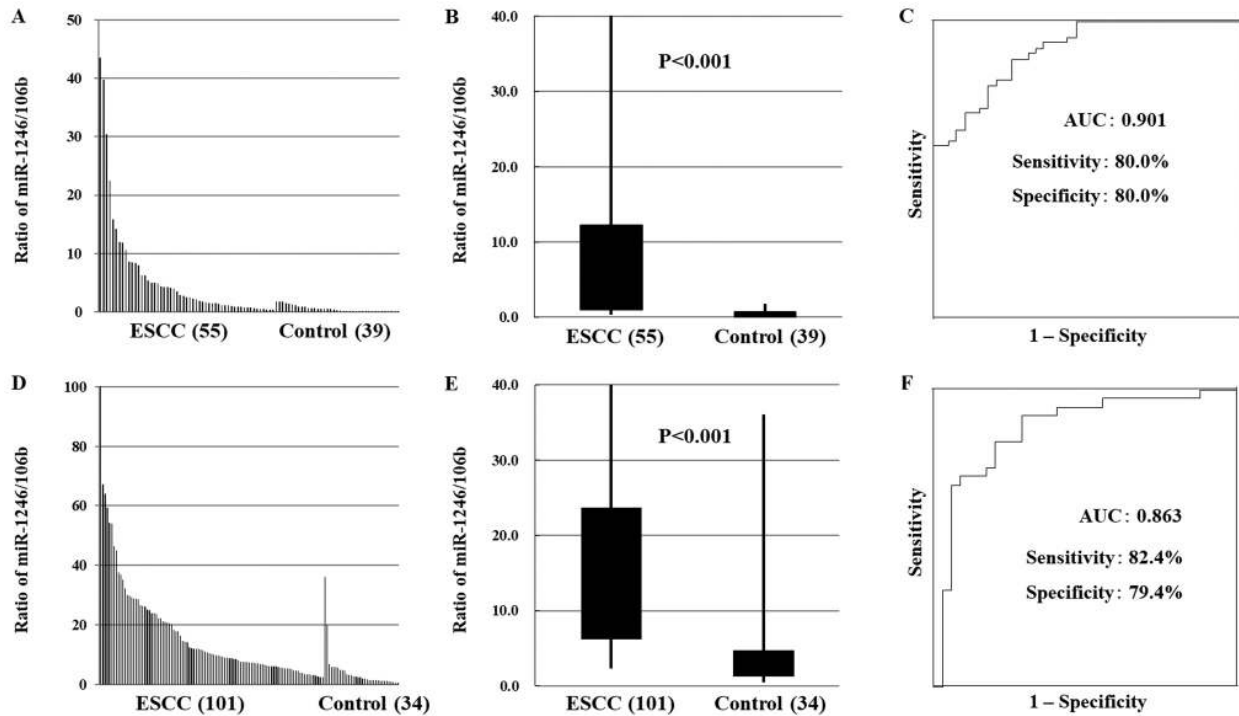 A
Ratio of miR-1246/106b
50
40
30
20
10
0
ESCC (55) Control (39)
B
Ratio of miR-1246/106b
40.0
30.0
20.0
10.0
0.0
P<0.001
ESCC (55) Control (39)
C
Sensitivity
AUC: 0.901
Sensitivity: 80.0%
Specificity: 80.0%
1 – Specificity
D
Ratio of miR-1246/106b
100
80
60
40
20
0
ESCC (101) Control (34)
E
Ratio of miR-1246/106b
40.0
30.0
20.0
10.0
0.0
P<0.001
ESCC (101) Control (34)
F
Sensitivity
AUC: 0.863
Sensitivity: 82.4%
Specificity: 79.4%
1 – Specificity